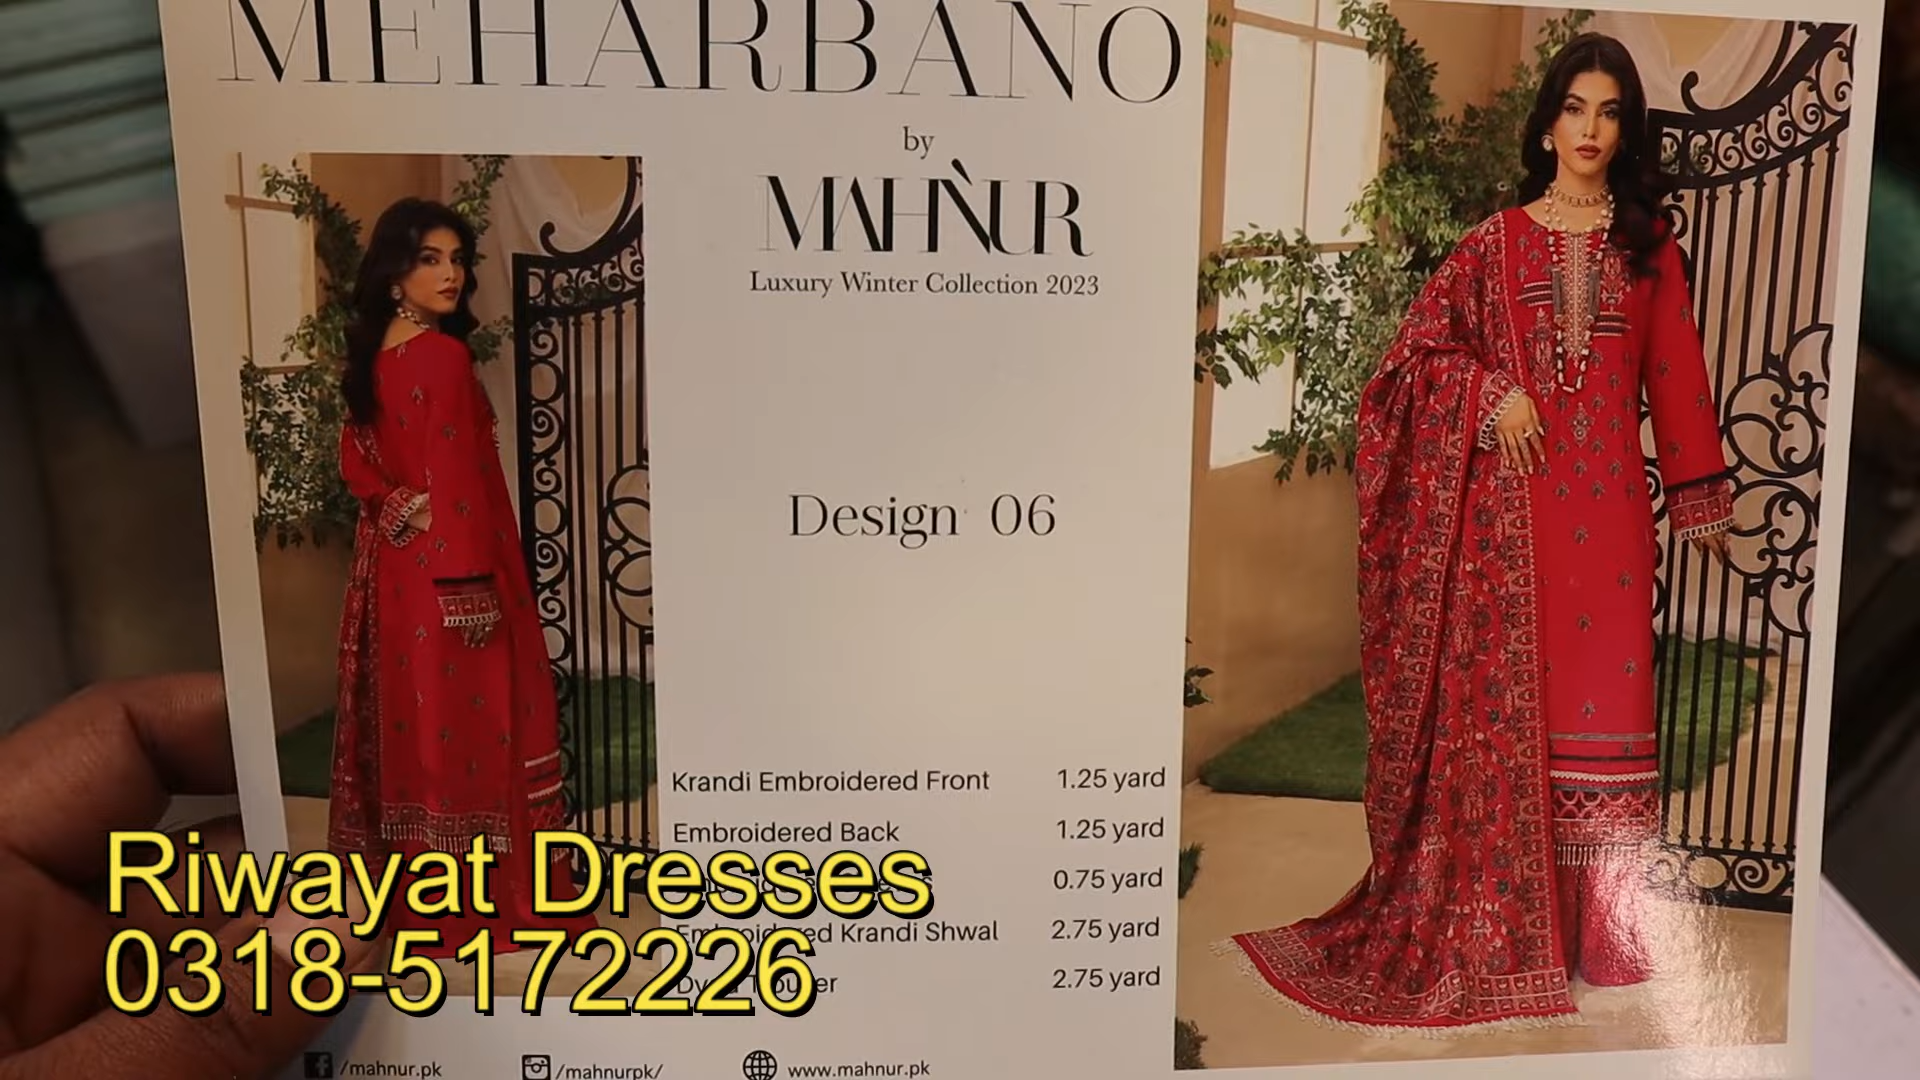 MEHARBANO
by
MAHNUR
Luxury Winter Collection 2023
Design 06
Krandi Embroidered Front 1.25 yard
Embroidered Back 1.25 yard
0.75 yard
Embroidered Krandi Shwal 2.75 yard
2.75 yard
Riwayat Dresses
0318-5172226
/mahnur.pk /mahnurpk/ www.mahnur.pk